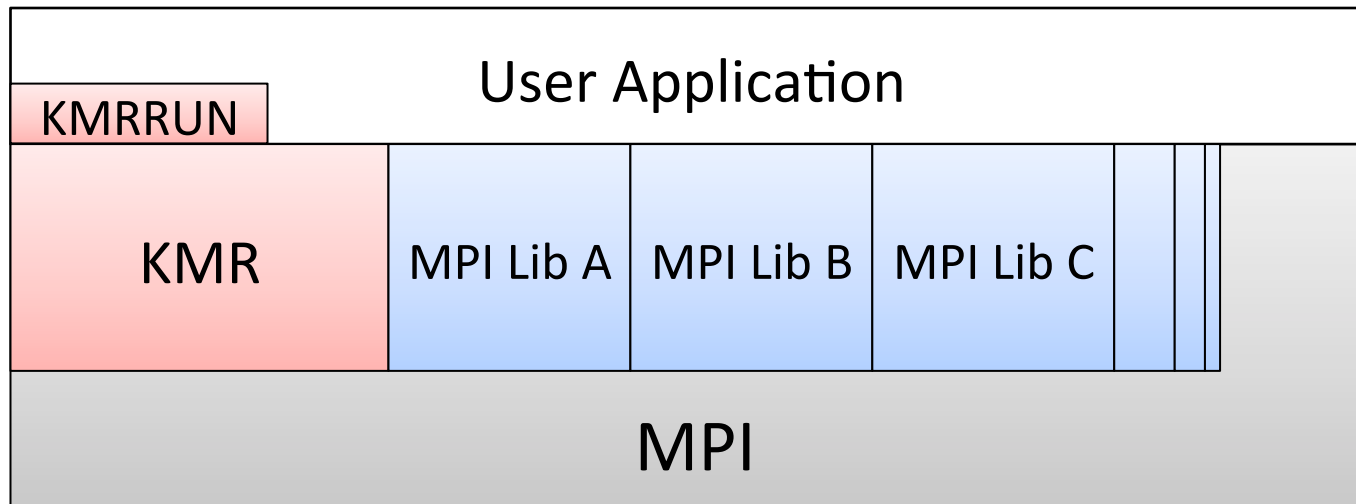 User Application
KMRRUN
KMR
MPI Lib A
MPI Lib B
MPI Lib C
MPI